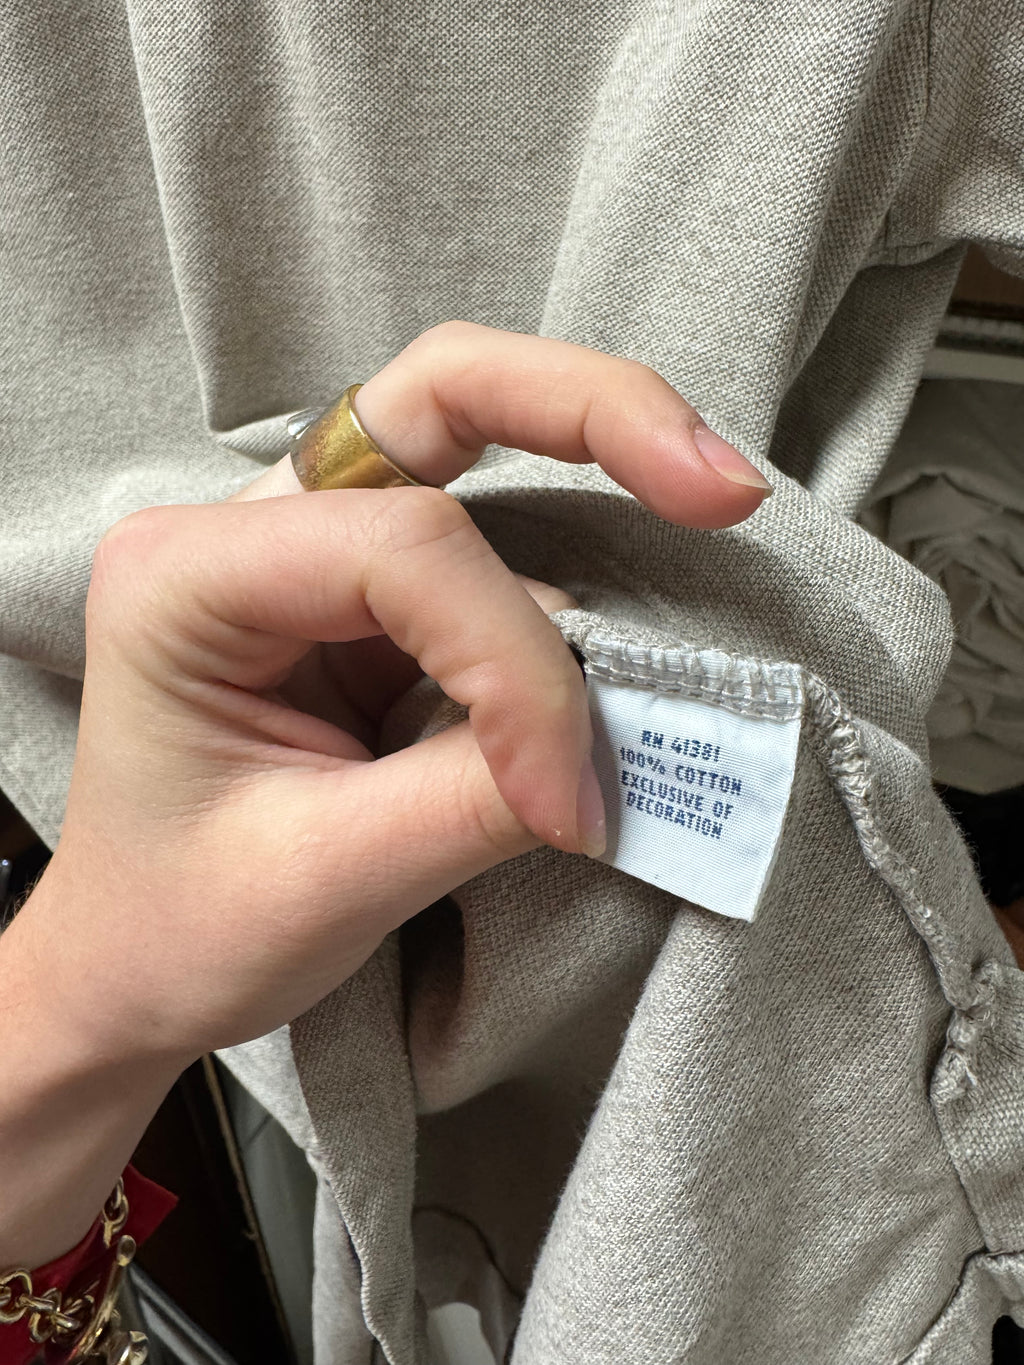 RN 41381
100% COTTON
EXCLUSIVE OF
DECORATION